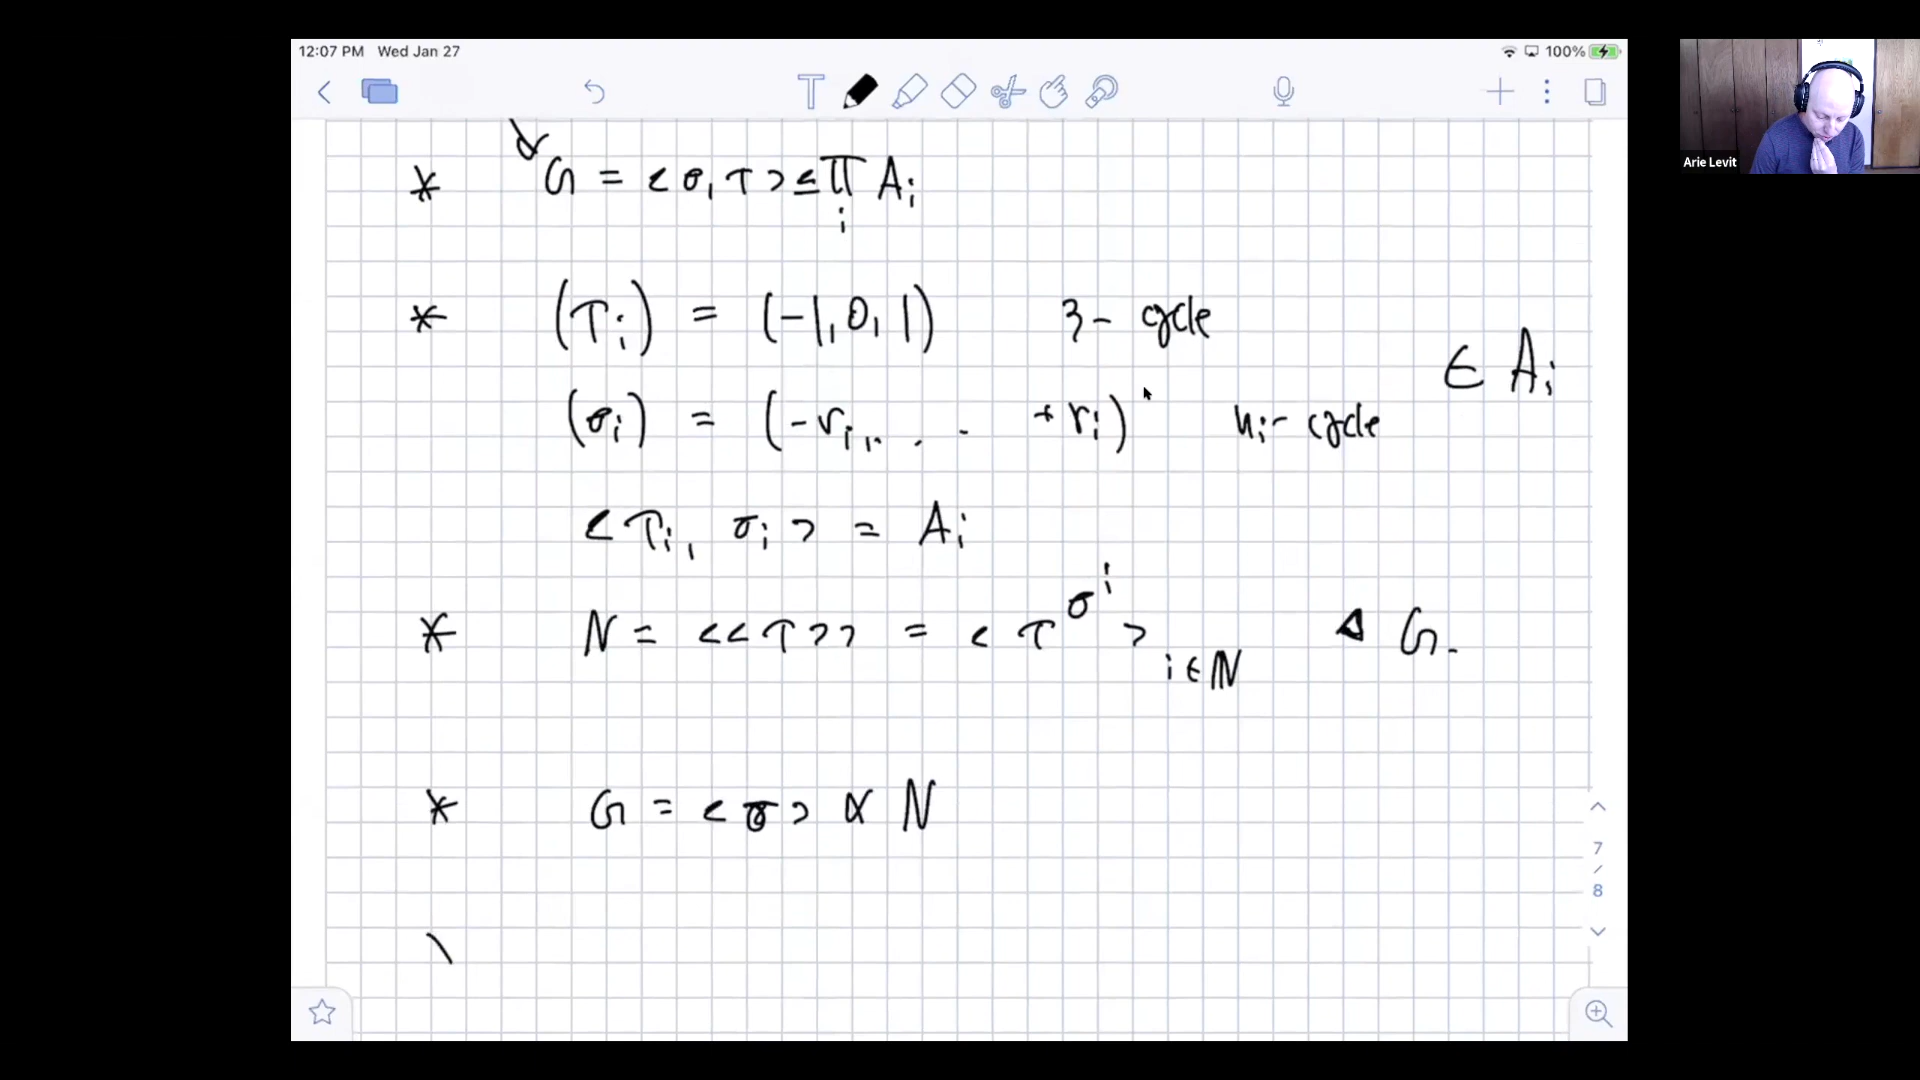 12:07 PM Wed Jan 27
100%
Arie Levit
* G = < σ, τ > ≤ ∏_i A_i
* (τ_i) = (-1, 0, 1) 3 - cycle
∈ A_i
(σ_i) = (-r_i, . . - +r_i) n_i - cycle
< τ_i, σ_i > = A_i
* N = << τ >> = < τ^{σ^i} >_{i ∈ ℕ} ◁ G.
* G = < σ > ⋉ N
7
/
8